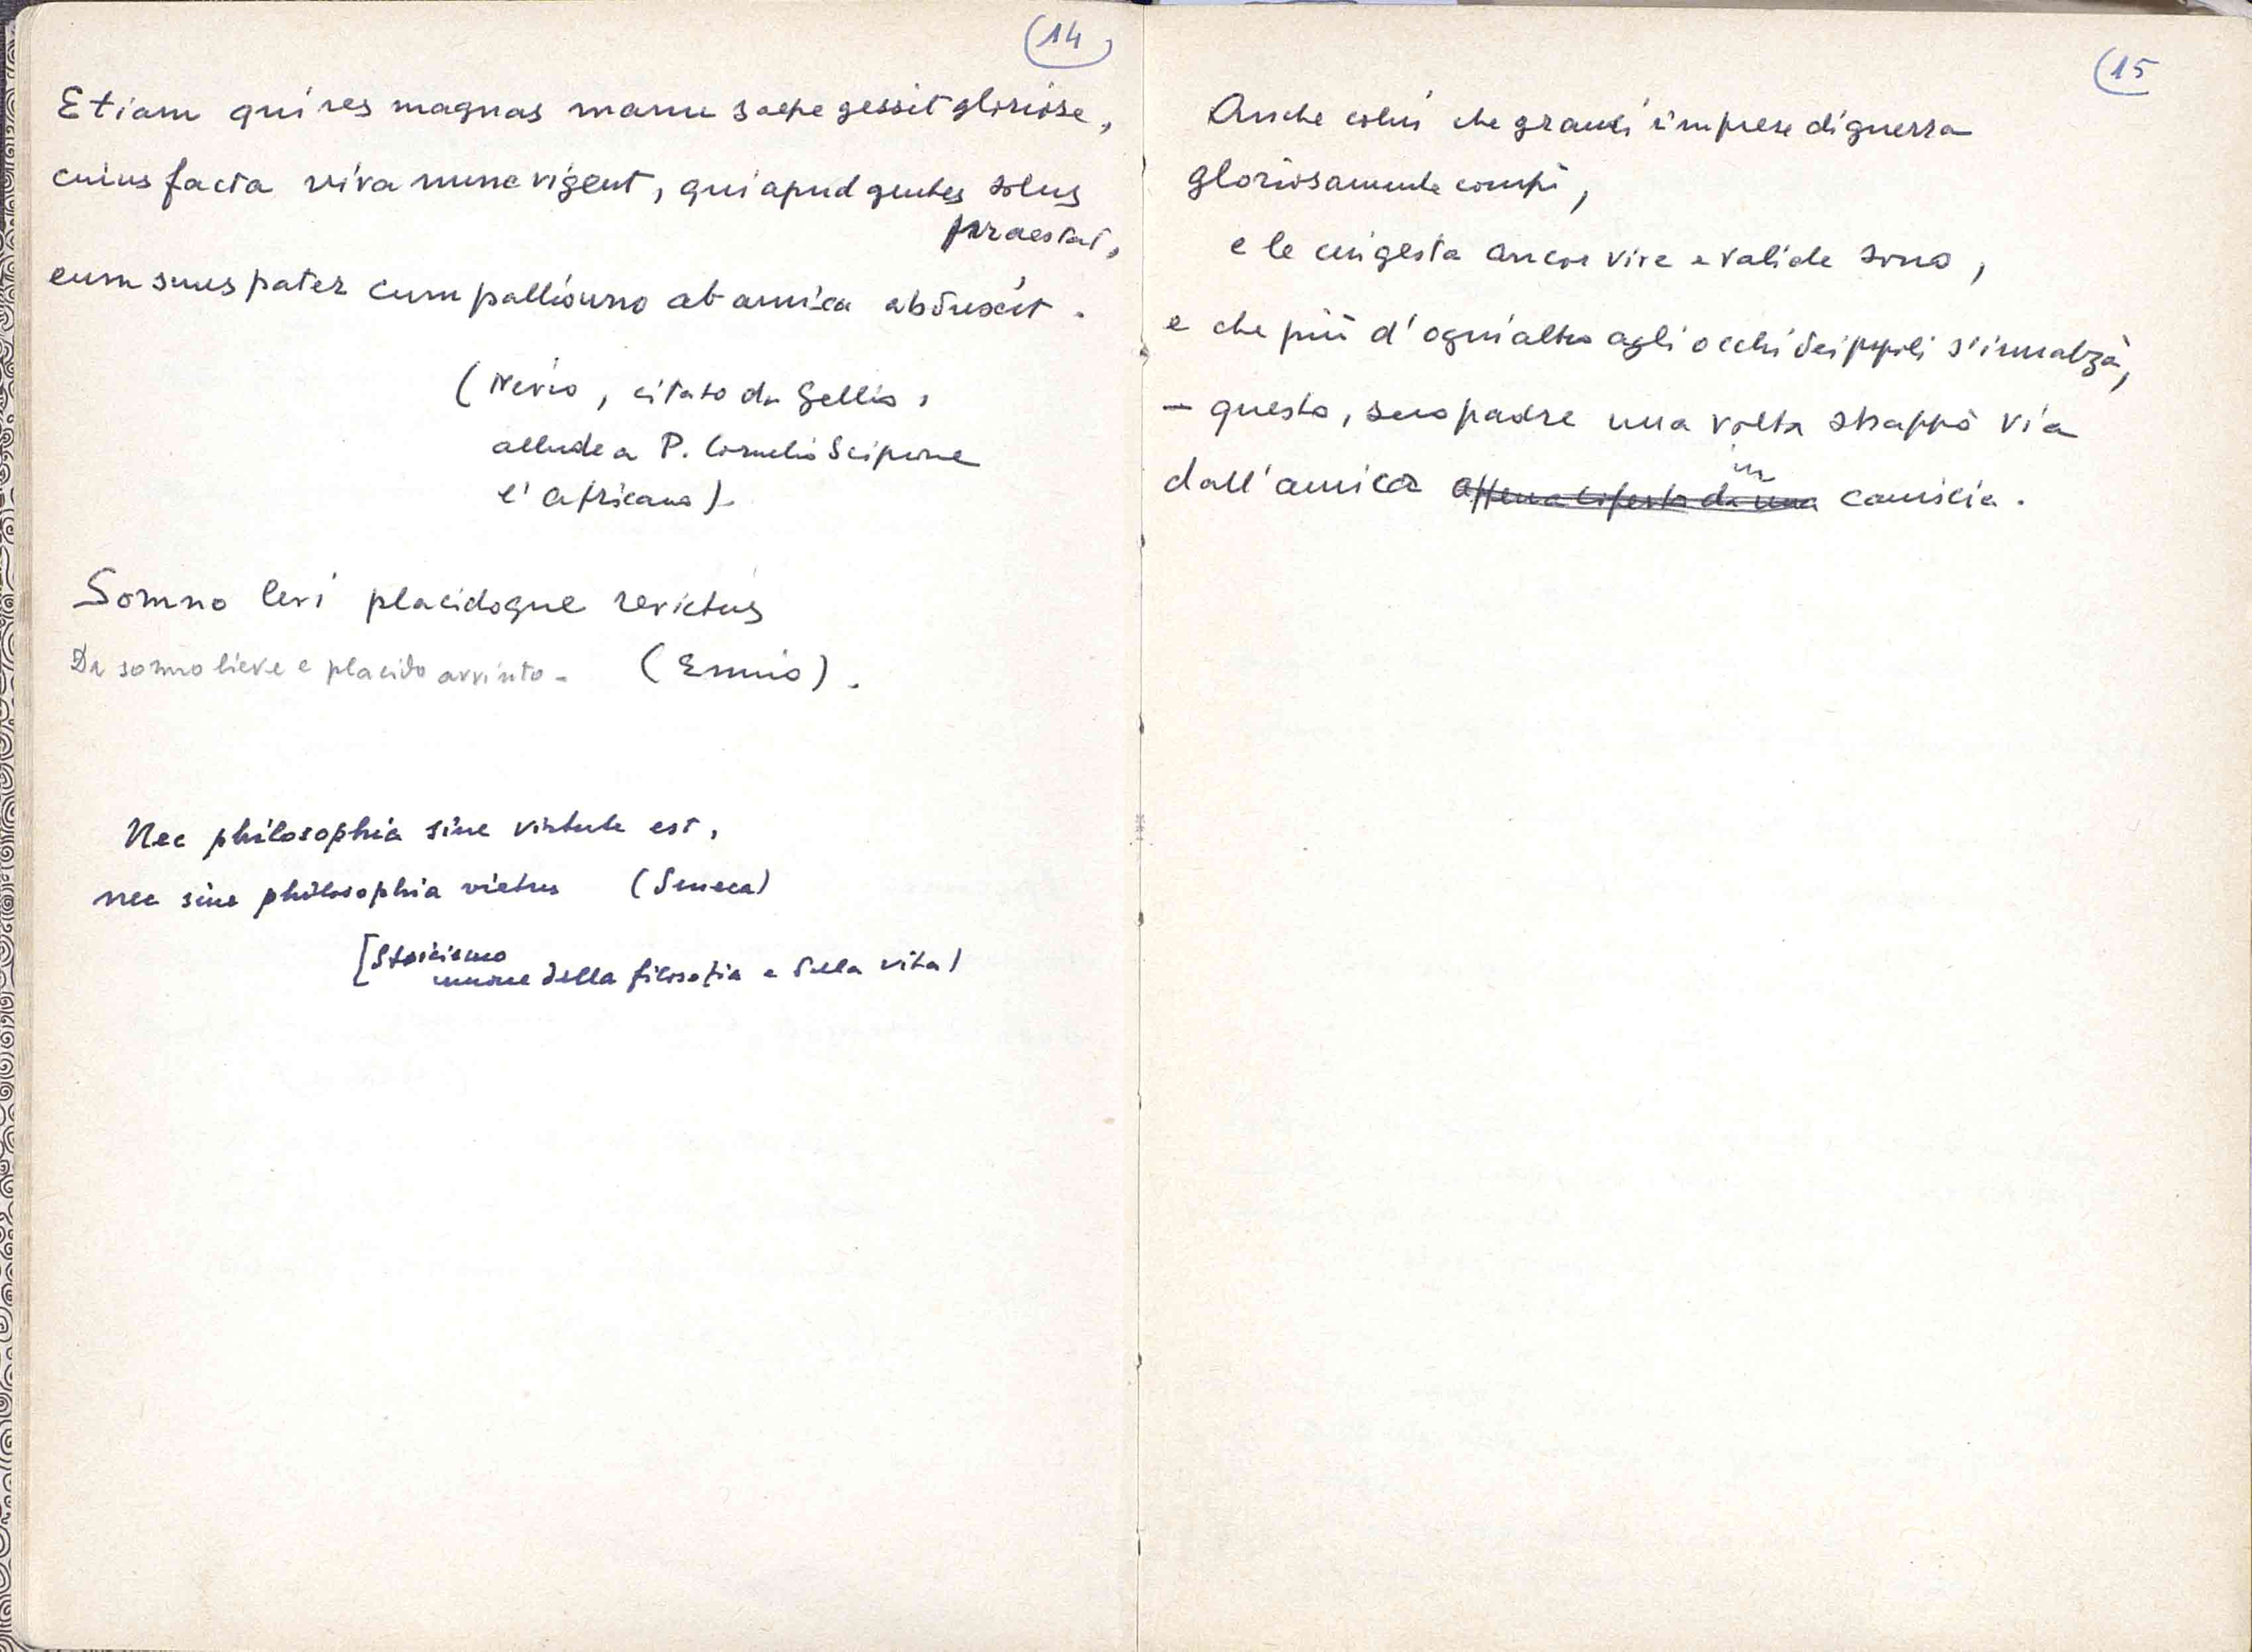 (14)
Etiam qui res magnas manu saepe gessit gloriose,
cuius facta viva nunc vigent, qui apud gentes solus
praestat,
eum suus pater cum pallio uno ab amica abduxit.
(Nevio, citato da Gellio,
allude a P. Cornelio Scipione
l'Africano).
Somno levi placidoque revictus
Da sonno lieve e placido avvinto - (Ennio).
Nec philosophia sine virtute est,
nec sine philosophia virtus (Seneca)
[Stoicismo
unione della filosofia e della vita)
(15
Anche colui che grandi imprese di guerra
gloriosamente compì,
e le cui gesta ancor vive e valide sono,
e che più d'ogni altro agli occhi dei popoli s'innalzò,
- questo, suo padre una volta strappò via
in
dall'amica appena coperto da una camicia.